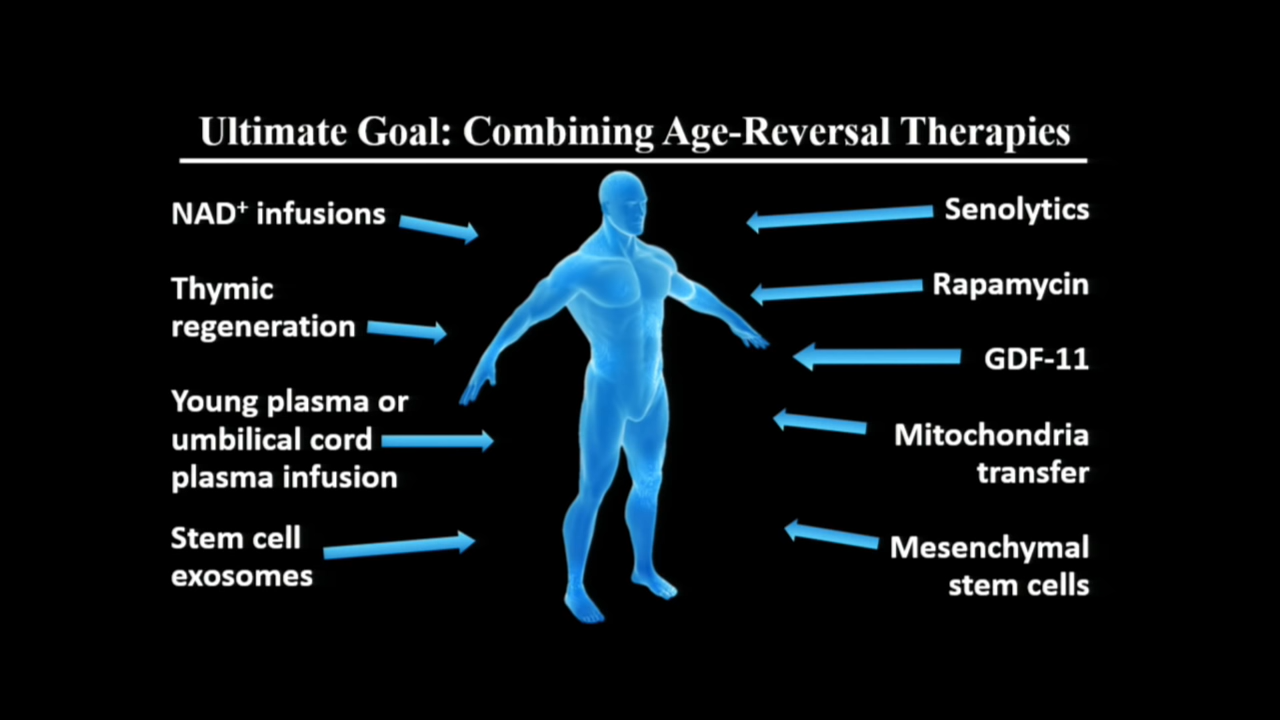 Ultimate Goal: Combining Age-Reversal Therapies
NAD⁺ infusions
Thymic
regeneration
Young plasma or
umbilical cord
plasma infusion
Stem cell
exosomes
Senolytics
Rapamycin
GDF-11
Mitochondria
transfer
Mesenchymal
stem cells